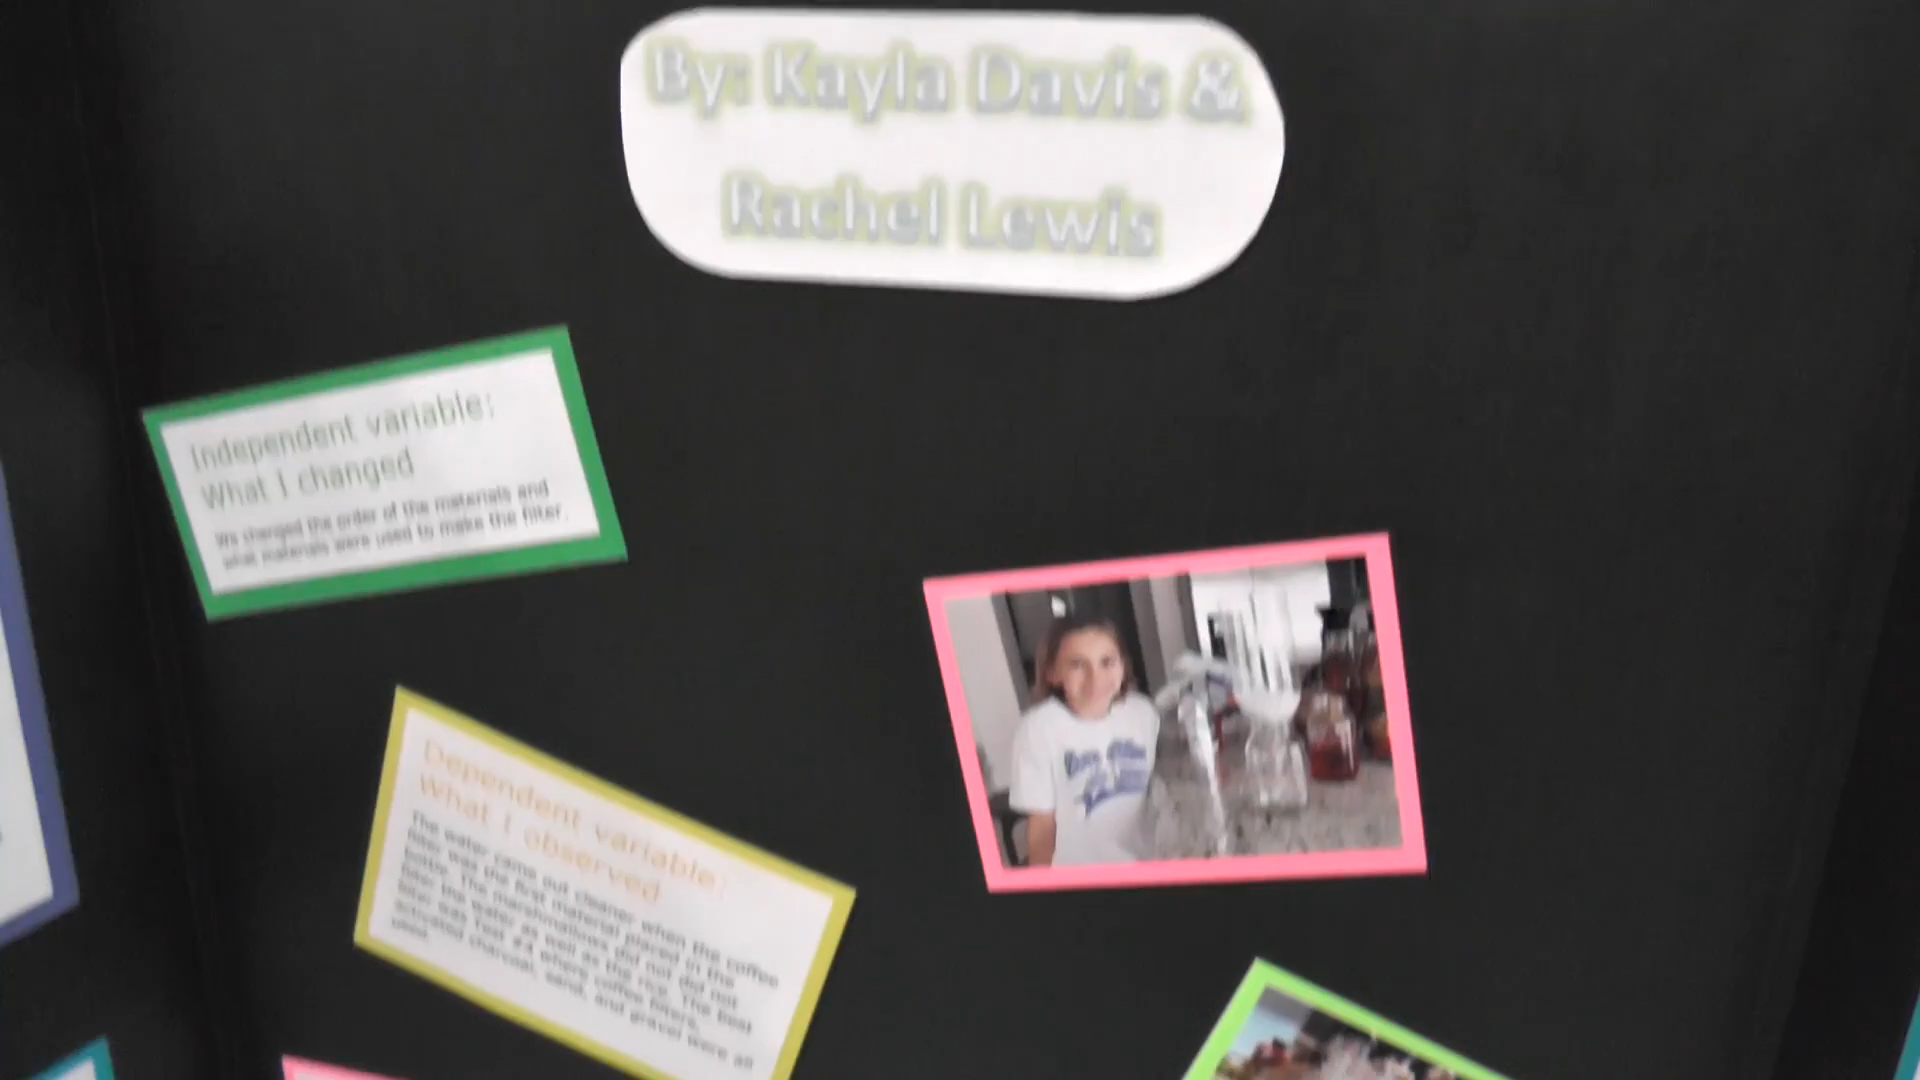 By: Kayla Davis &
Rachel Lewis
Independent variable:
What I changed
We changed the order of the materials and
what materials were used to make the filter.
Dependent variable:
What I observed
The water came out cleaner when the coffee
filter was the first material placed in the
bottle. The marshmallows did not did not
filter the water as well as the rice. The best
filter was Test #4 where coffee filters,
activated charcoal, sand, and gravel were all
used.